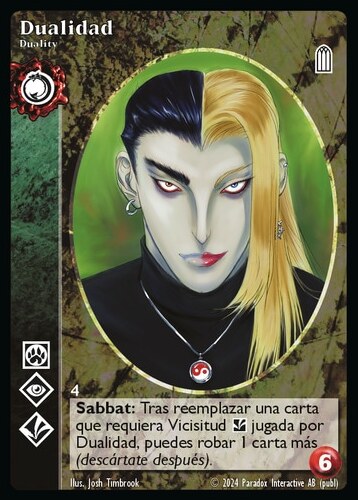 Dualidad
Duality
4
Sabbat: Tras reemplazar una carta
que requiera Vicisitud jugada por
Dualidad, puedes robar 1 carta más
(descártate después).
6
Illus. Josh Timbrook © 2024 Paradox Interactive AB (publ)